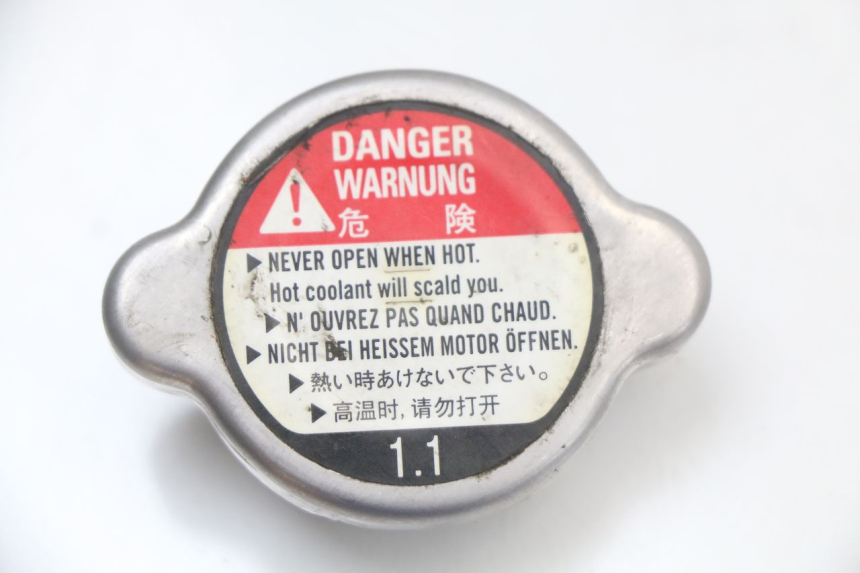 DANGER
WARNUNG
危 険
▶ NEVER OPEN WHEN HOT.
Hot coolant will scald you.
▶ N' OUVREZ PAS QUAND CHAUD.
▶ NICHT BEI HEISSEM MOTOR ÖFFNEN.
▶ 熱い時あけないで下さい。
▶ 高温时,请勿打开
1.1